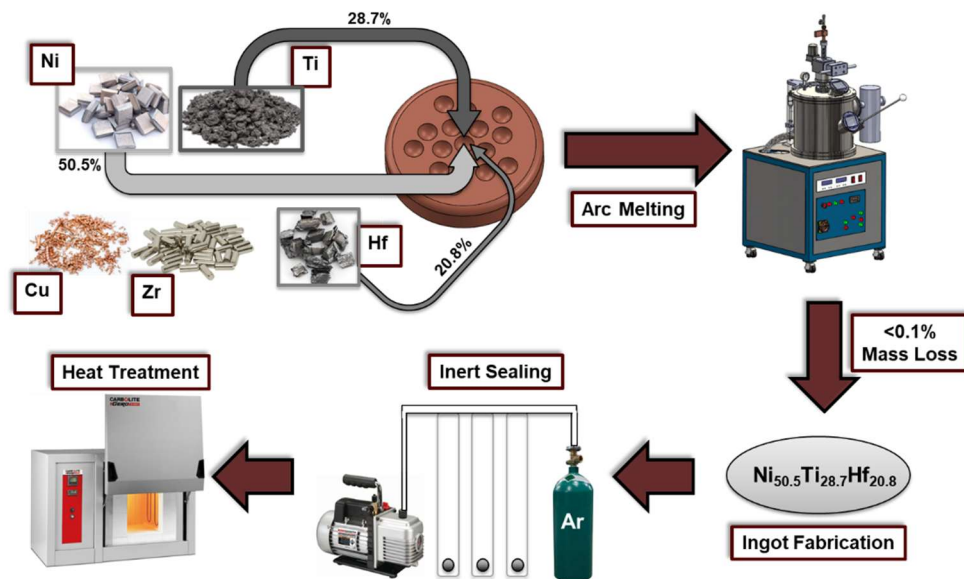 28.7%
Ni
Ti
50.5%
Hf
20.8%
Cu
Zr
Arc Melting
<0.1%
Mass Loss
Heat Treatment
Inert Sealing
CARBOLITE
Ar
Ni50.5Ti28.7Hf20.8
Ingot Fabrication